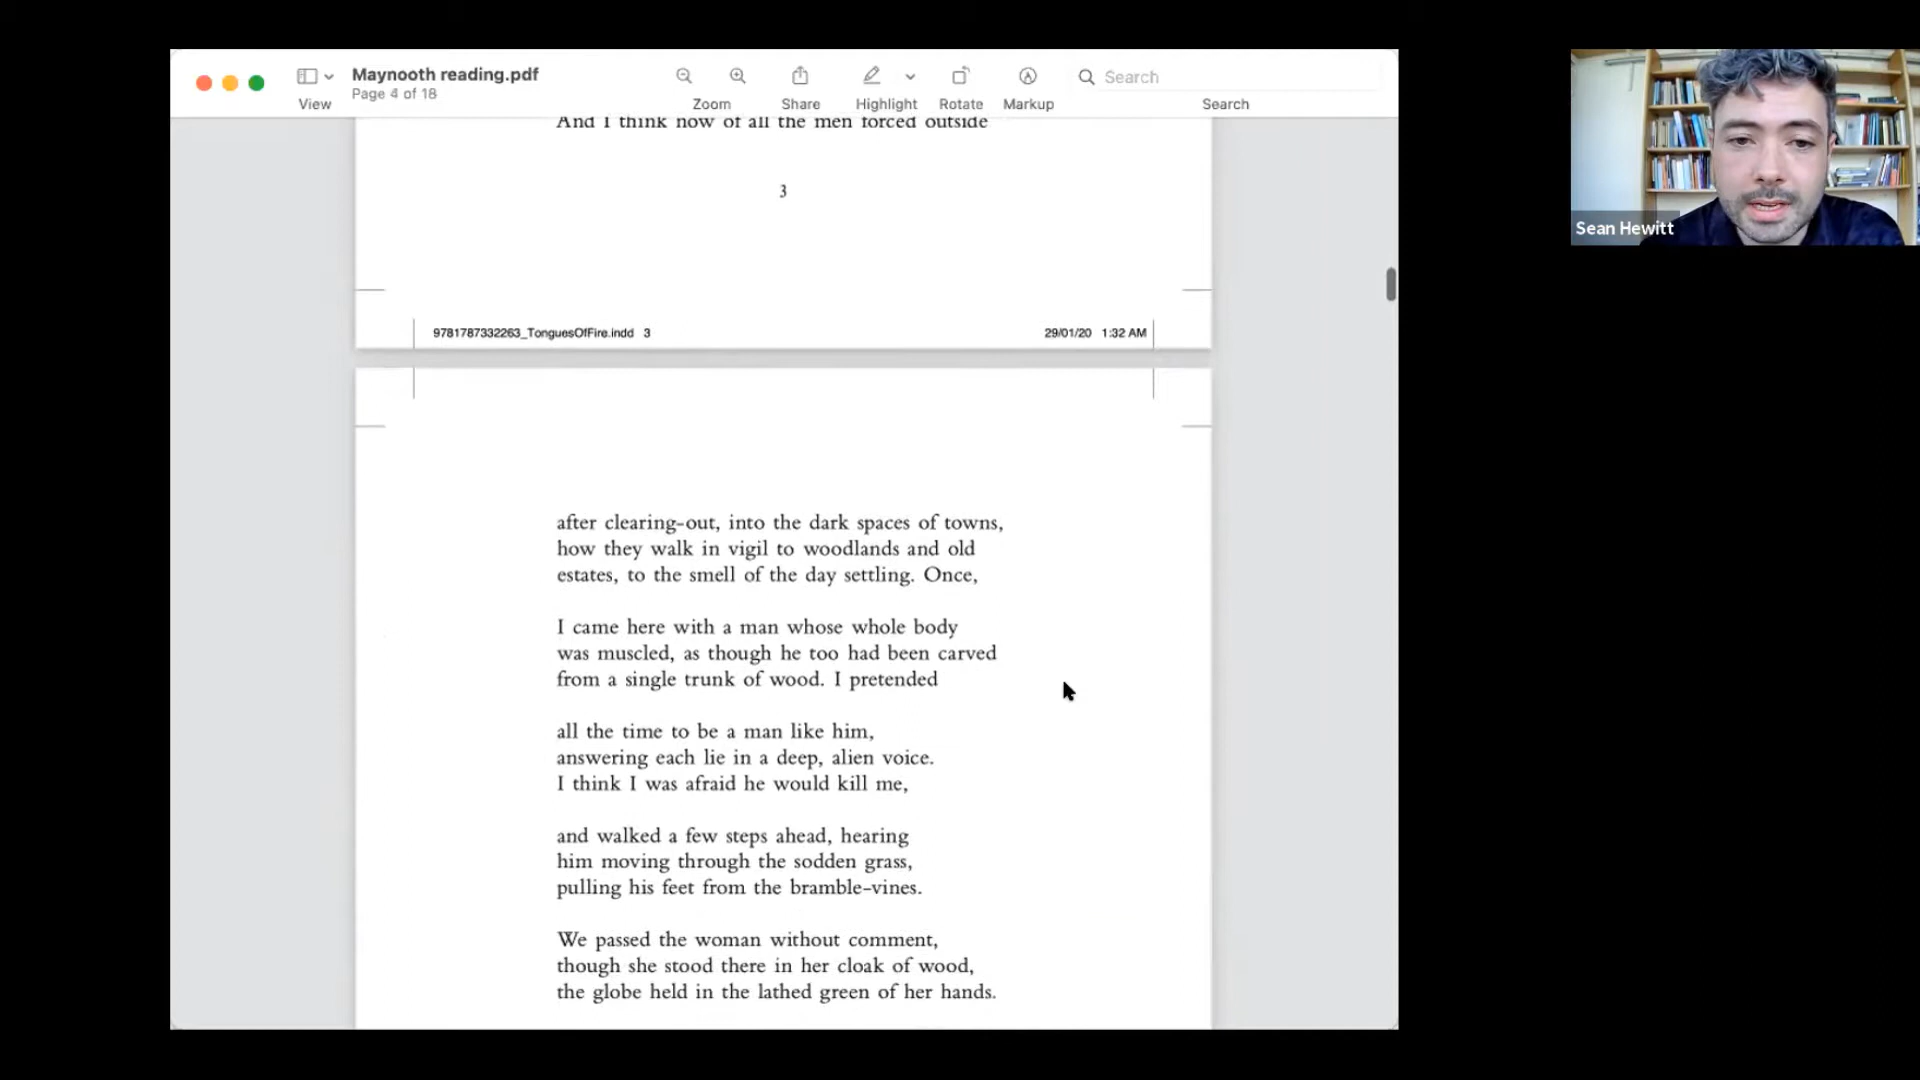 Maynooth reading.pdf
Page 4 of 18
View
Zoom
Share
Highlight
Rotate
Markup
Search
Search
And I think now of all the men forced outside
3
9781787332263_TonguesOfFire.indd 3
29/01/20 1:32 AM
after clearing-out, into the dark spaces of towns,
how they walk in vigil to woodlands and old
estates, to the smell of the day settling. Once,
I came here with a man whose whole body
was muscled, as though he too had been carved
from a single trunk of wood. I pretended
all the time to be a man like him,
answering each lie in a deep, alien voice.
I think I was afraid he would kill me,
and walked a few steps ahead, hearing
him moving through the sodden grass,
pulling his feet from the bramble-vines.
We passed the woman without comment,
though she stood there in her cloak of wood,
the globe held in the lathed green of her hands.
Sean Hewitt